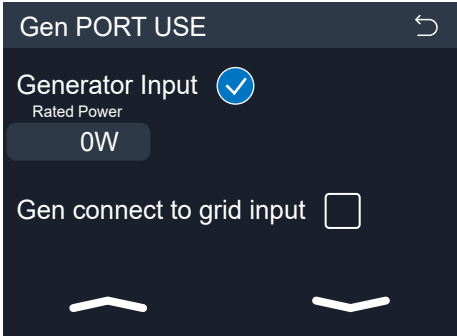 Gen PORT USE
Generator Input
Rated Power
0W
Gen connect to grid input